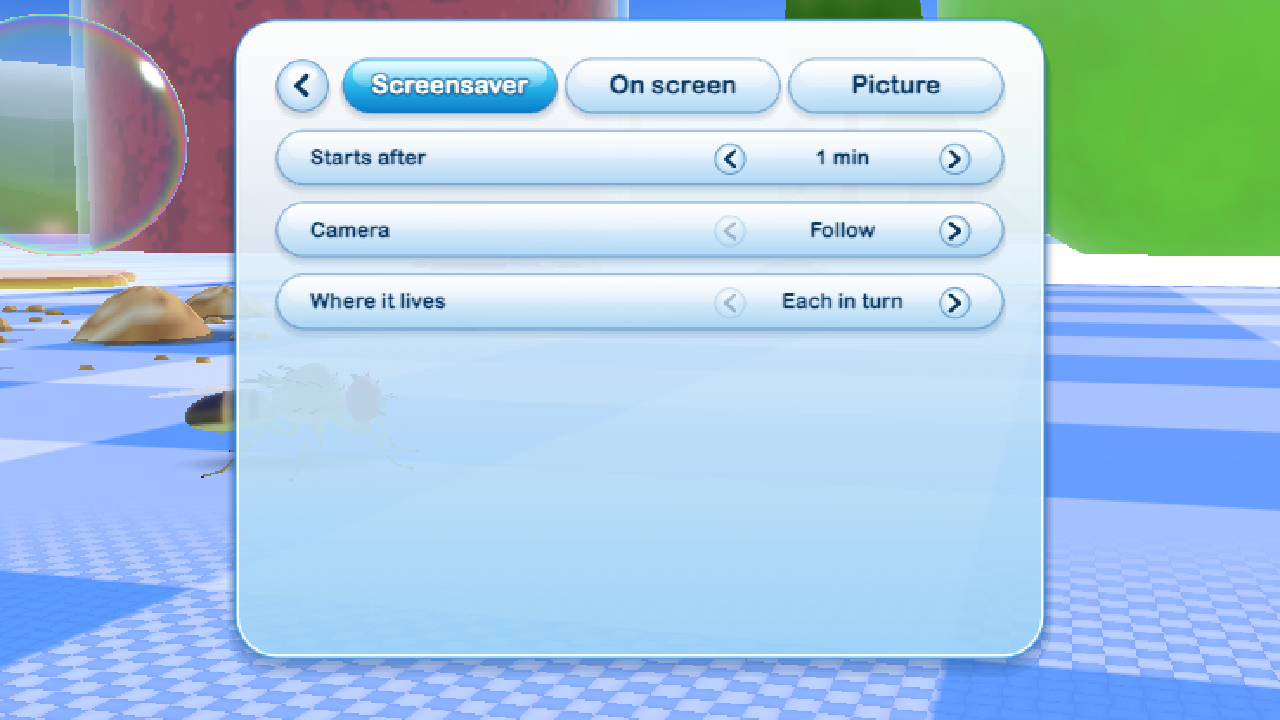 Screensaver
On screen
Picture
Starts after
1 min
Camera
Follow
Where it lives
Each in turn